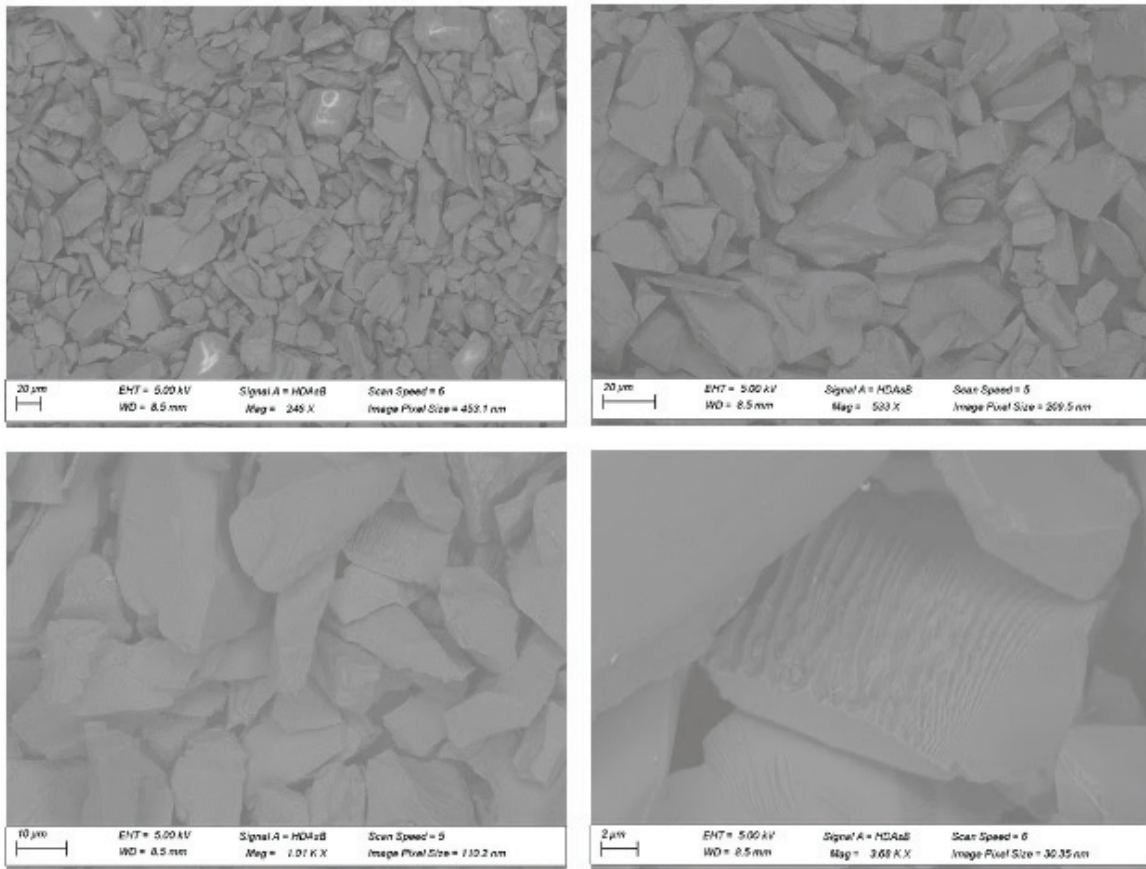 20 µm EHT = 5.00 kV Signal A = HDAsB Scan Speed = 6
WD = 8.5 mm Mag = 246 X Image Pixel Size = 453.1 nm
20 µm EHT = 5.00 kV Signal A = HDAsB Scan Speed = 5
WD = 8.5 mm Mag = 533 X Image Pixel Size = 209.5 nm
10 µm EHT = 5.00 kV Signal A = HDAsB Scan Speed = 5
WD = 8.5 mm Mag = 1.01 K X Image Pixel Size = 110.2 nm
2 µm EHT = 5.00 kV Signal A = HDAsB Scan Speed = 6
WD = 8.5 mm Mag = 3.68 K X Image Pixel Size = 30.35 nm